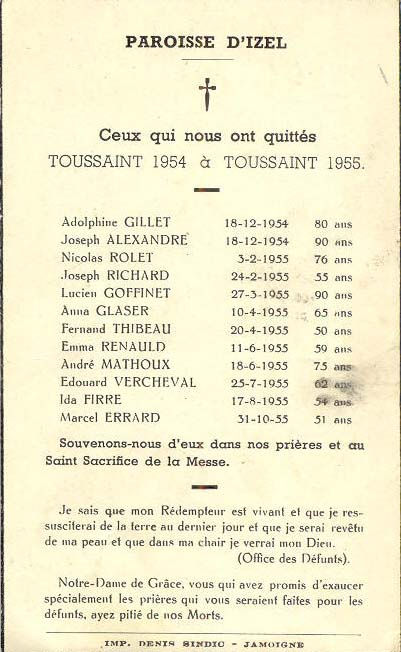 PAROISSE D'IZEL
Ceux qui nous ont quittés
TOUSSAINT 1954 à TOUSSAINT 1955.
Adolphine GILLET 18-12-1954 80 ans
Joseph ALEXANDRE 18-12-1954 90 ans
Nicolas ROLET 3-2-1955 76 ans
Joseph RICHARD 24-2-1955 55 ans
Lucien GOFFINET 27-3-1955 90 ans
Anna GLASER 10-4-1955 65 ans
Fernand THIBEAU 20-4-1955 50 ans
Emma RENAULD 11-6-1955 59 ans
André MATHOUX 18-6-1955 75 ans
Edouard VERCHEVAL 25-7-1955 62 ans
Ida FIRRE 17-8-1955 54 ans
Marcel ERRARD 31-10-55 51 ans
Souvenons-nous d'eux dans nos prières et au
Saint Sacrifice de la Messe.
Je sais que mon Rédempteur est vivant et que je res-
susciterai de la terre au dernier jour et que je serai revêtu
de ma peau et que dans ma chair je verrai mon Dieu.
(Office des Défunts).
Notre-Dame de Grâce, vous qui avez promis d'exaucer
spécialement les prières qui vous seraient faites pour les
défunts, ayez pitié de nos Morts.
IMP. DENIS SINDIC - JAMOIGNE